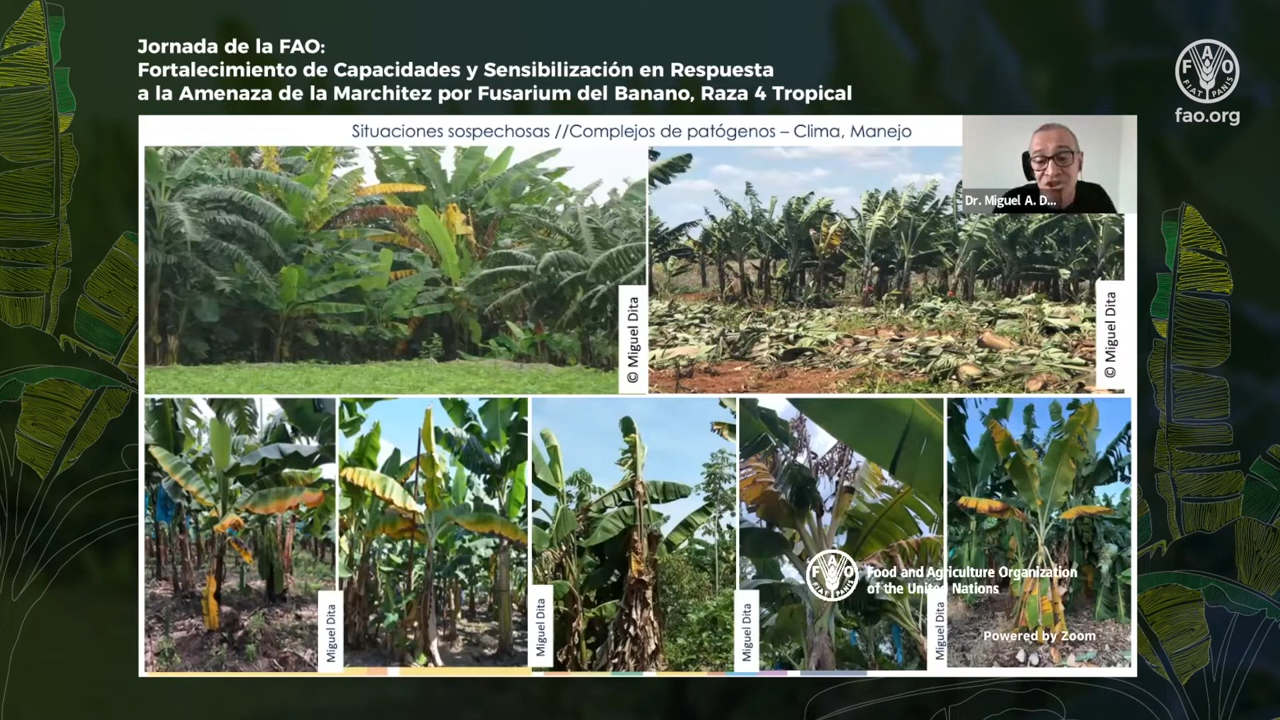 Jornada de la FAO:
Fortalecimiento de Capacidades y Sensibilización en Respuesta
a la Amenaza de la Marchitez por Fusarium del Banano, Raza 4 Tropical
FAO
FIAT PANIS
fao.org
Situaciones sospechosas //Complejos de patógenos – Clima, Manejo
Dr. Miguel A. D...
© Miguel Dita
© Miguel Dita
Miguel Dita
Miguel Dita
Miguel Dita
Miguel Dita
FAO
FIAT PANIS
Food and Agriculture Organization
of the United Nations
Powered by Zoom